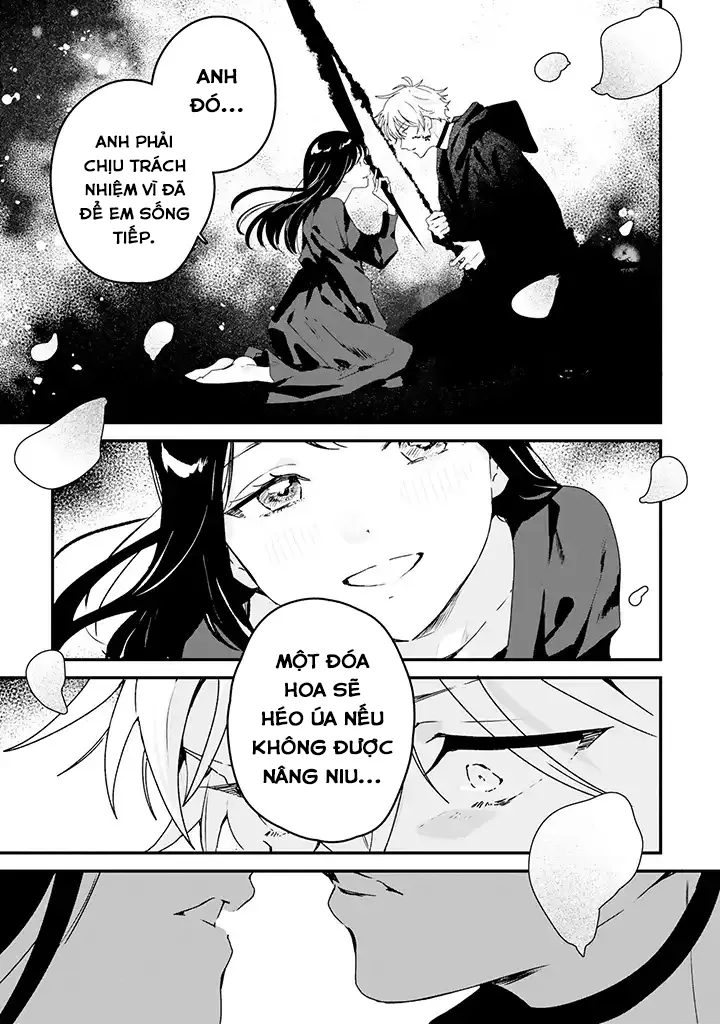 ANH
ĐÓ...
ANH PHẢI
CHỊU TRÁCH
NHIỆM VÌ ĐÃ
ĐỂ EM SỐNG
TIẾP.
MỘT ĐÓA
HOA SẼ
HÉO ÚA NẾU
KHÔNG ĐƯỢC
NÂNG NIU...